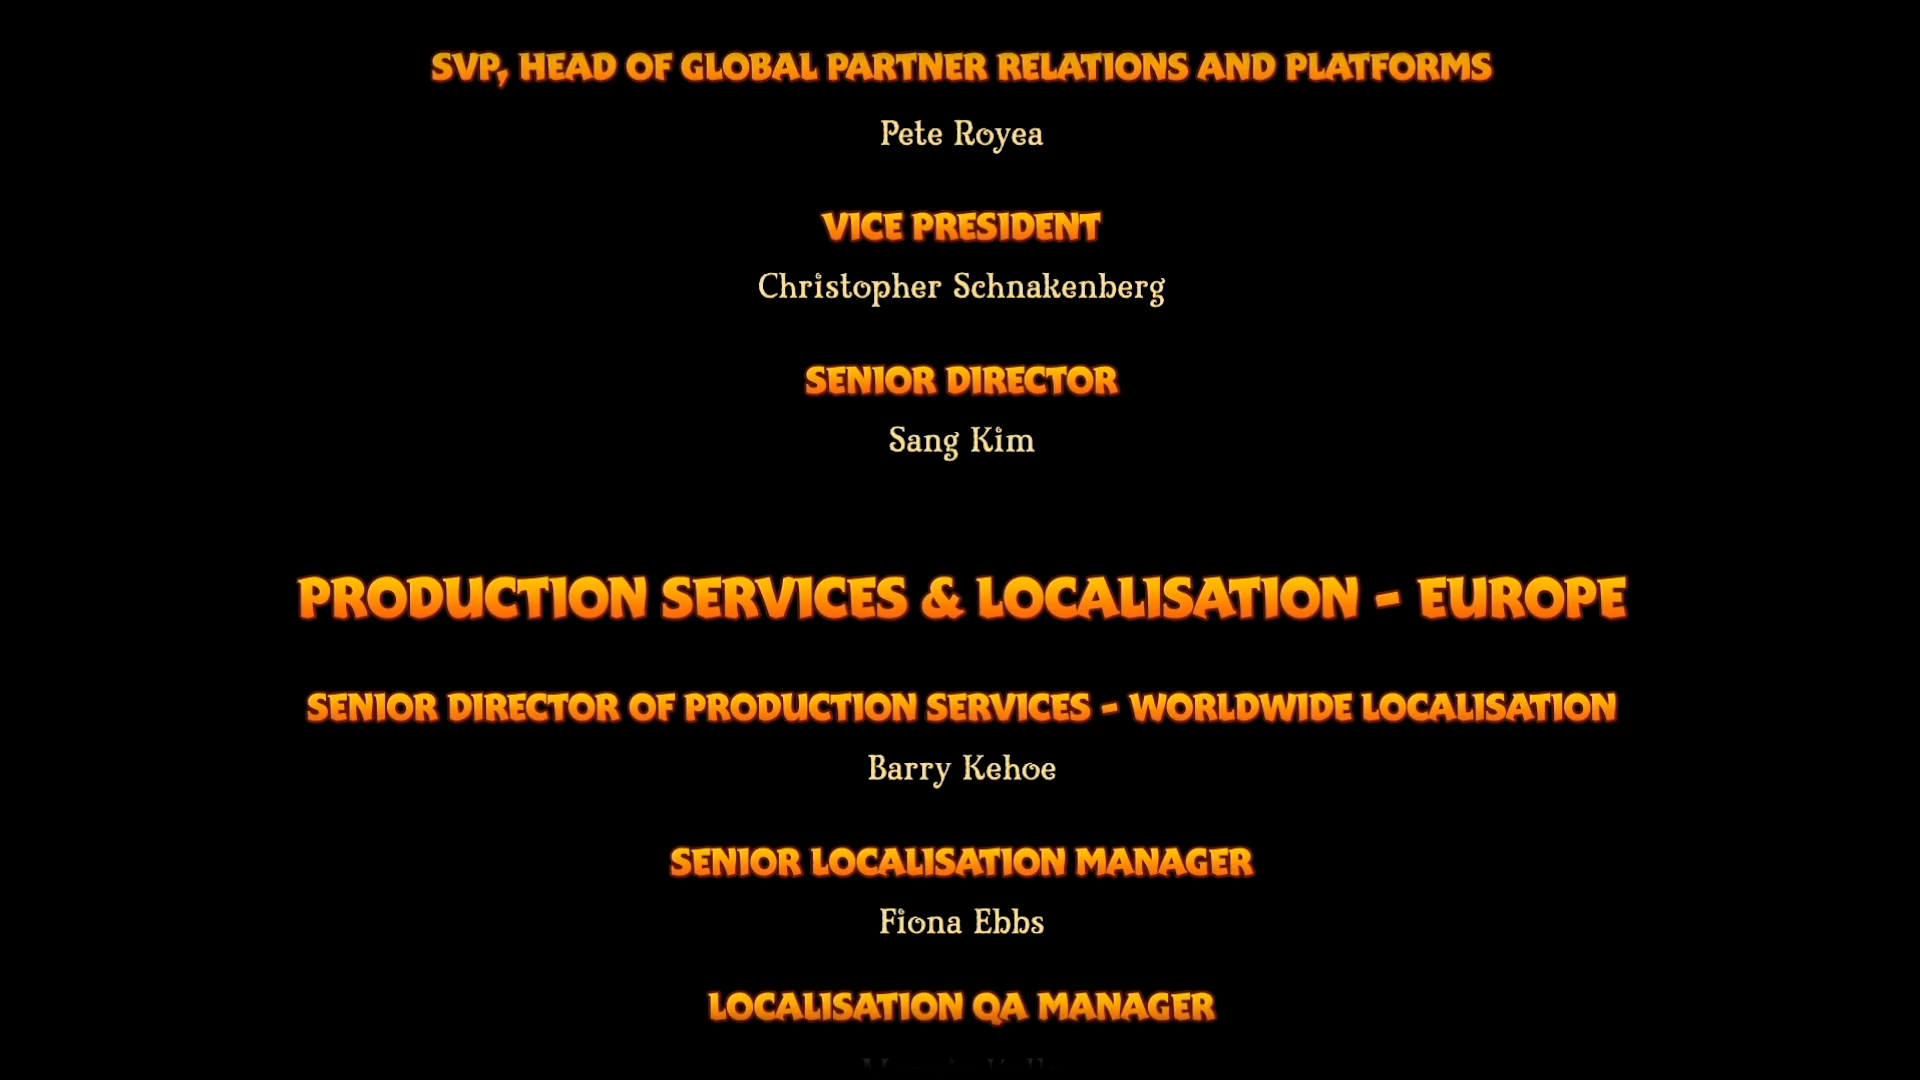 SVP, HEAD OF GLOBAL PARTNER RELATIONS AND PLATFORMS
Pete Royea
VICE PRESIDENT
Christopher Schnakenberg
SENIOR DIRECTOR
Sang Kim
PRODUCTION SERVICES & LOCALISATION - EUROPE
SENIOR DIRECTOR OF PRODUCTION SERVICES - WORLDWIDE LOCALISATION
Barry Kehoe
SENIOR LOCALISATION MANAGER
Fiona Ebbs
LOCALISATION QA MANAGER